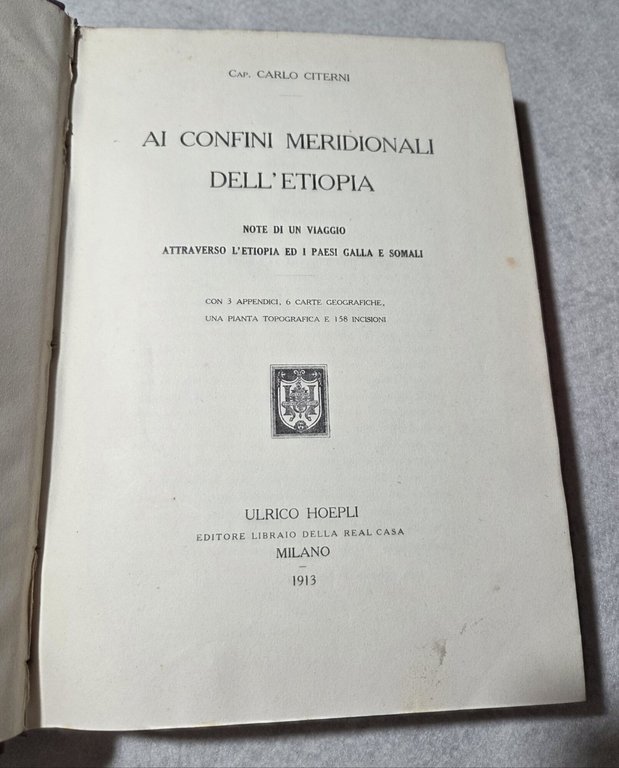 Cap. CARLO CITERNI
AI CONFINI MERIDIONALI
DELL'ETIOPIA
NOTE DI UN VIAGGIO
ATTRAVERSO L'ETIOPIA ED I PAESI GALLA E SOMALI
CON 3 APPENDICI, 6 CARTE GEOGRAFICHE,
UNA PIANTA TOPOGRAFICA E 158 INCISIONI
ULRICO HOEPLI
EDITORE LIBRAIO DELLA REAL CASA
MILANO
1913